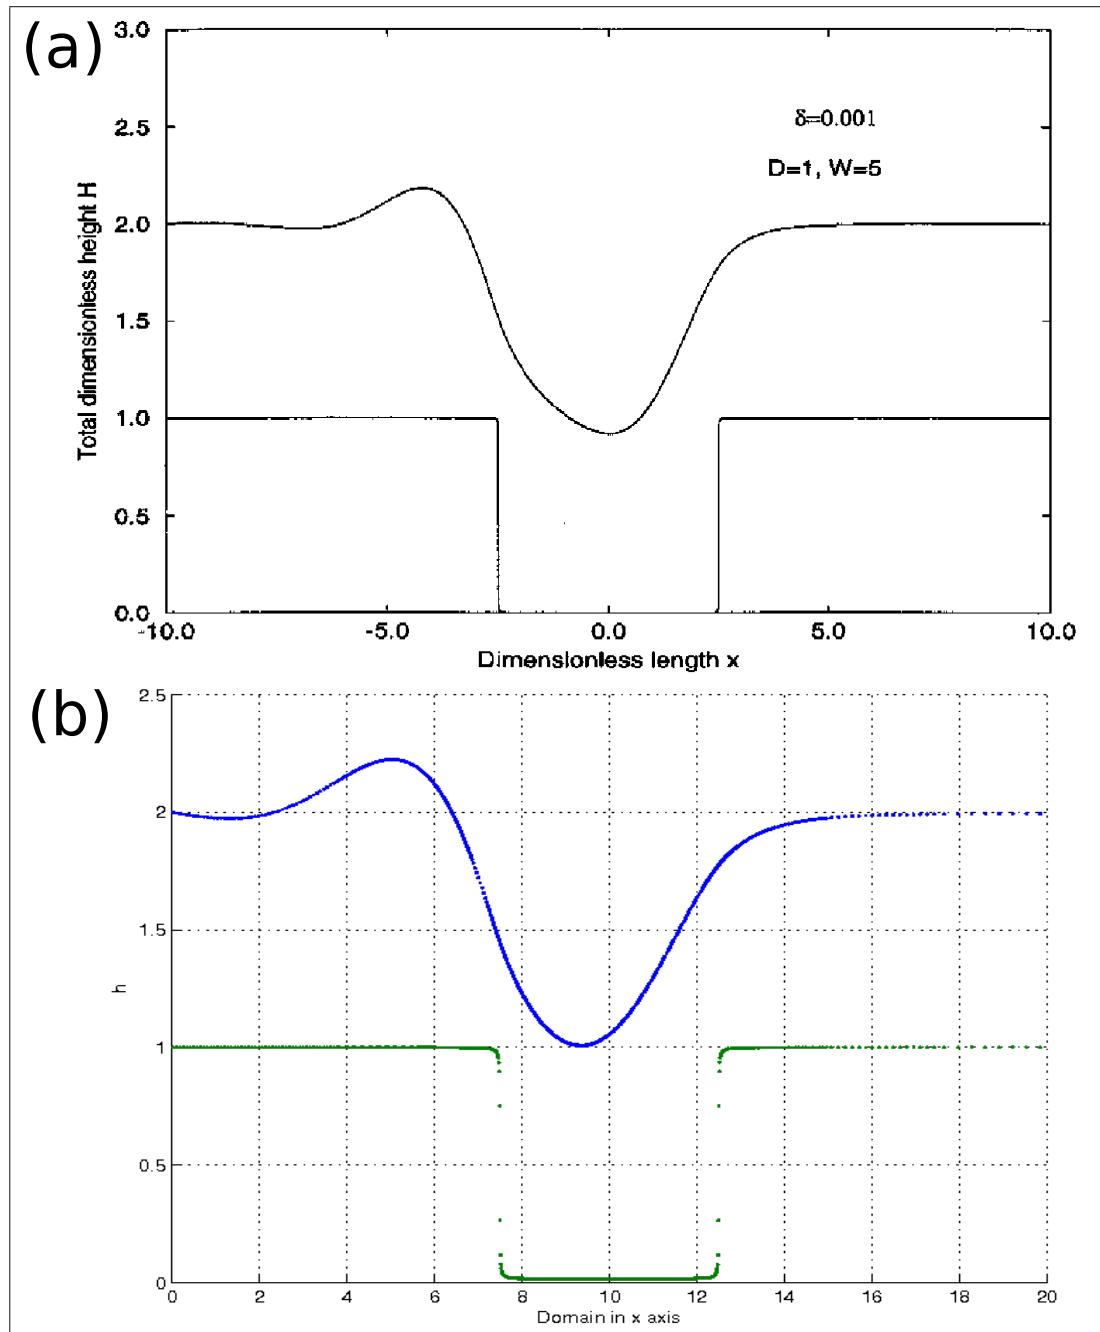 (a)
3.0
2.5
2.0
1.5
1.0
0.5
0.0
Total dimensionless height H
δ=0.001
D=1, W=5
-10.0 -5.0 0.0 5.0 10.0
Dimensionless length x
(b)
2.5
2
1.5
1
0.5
0
h
0 2 4 6 8 10 12 14 16 18 20
Domain in x axis